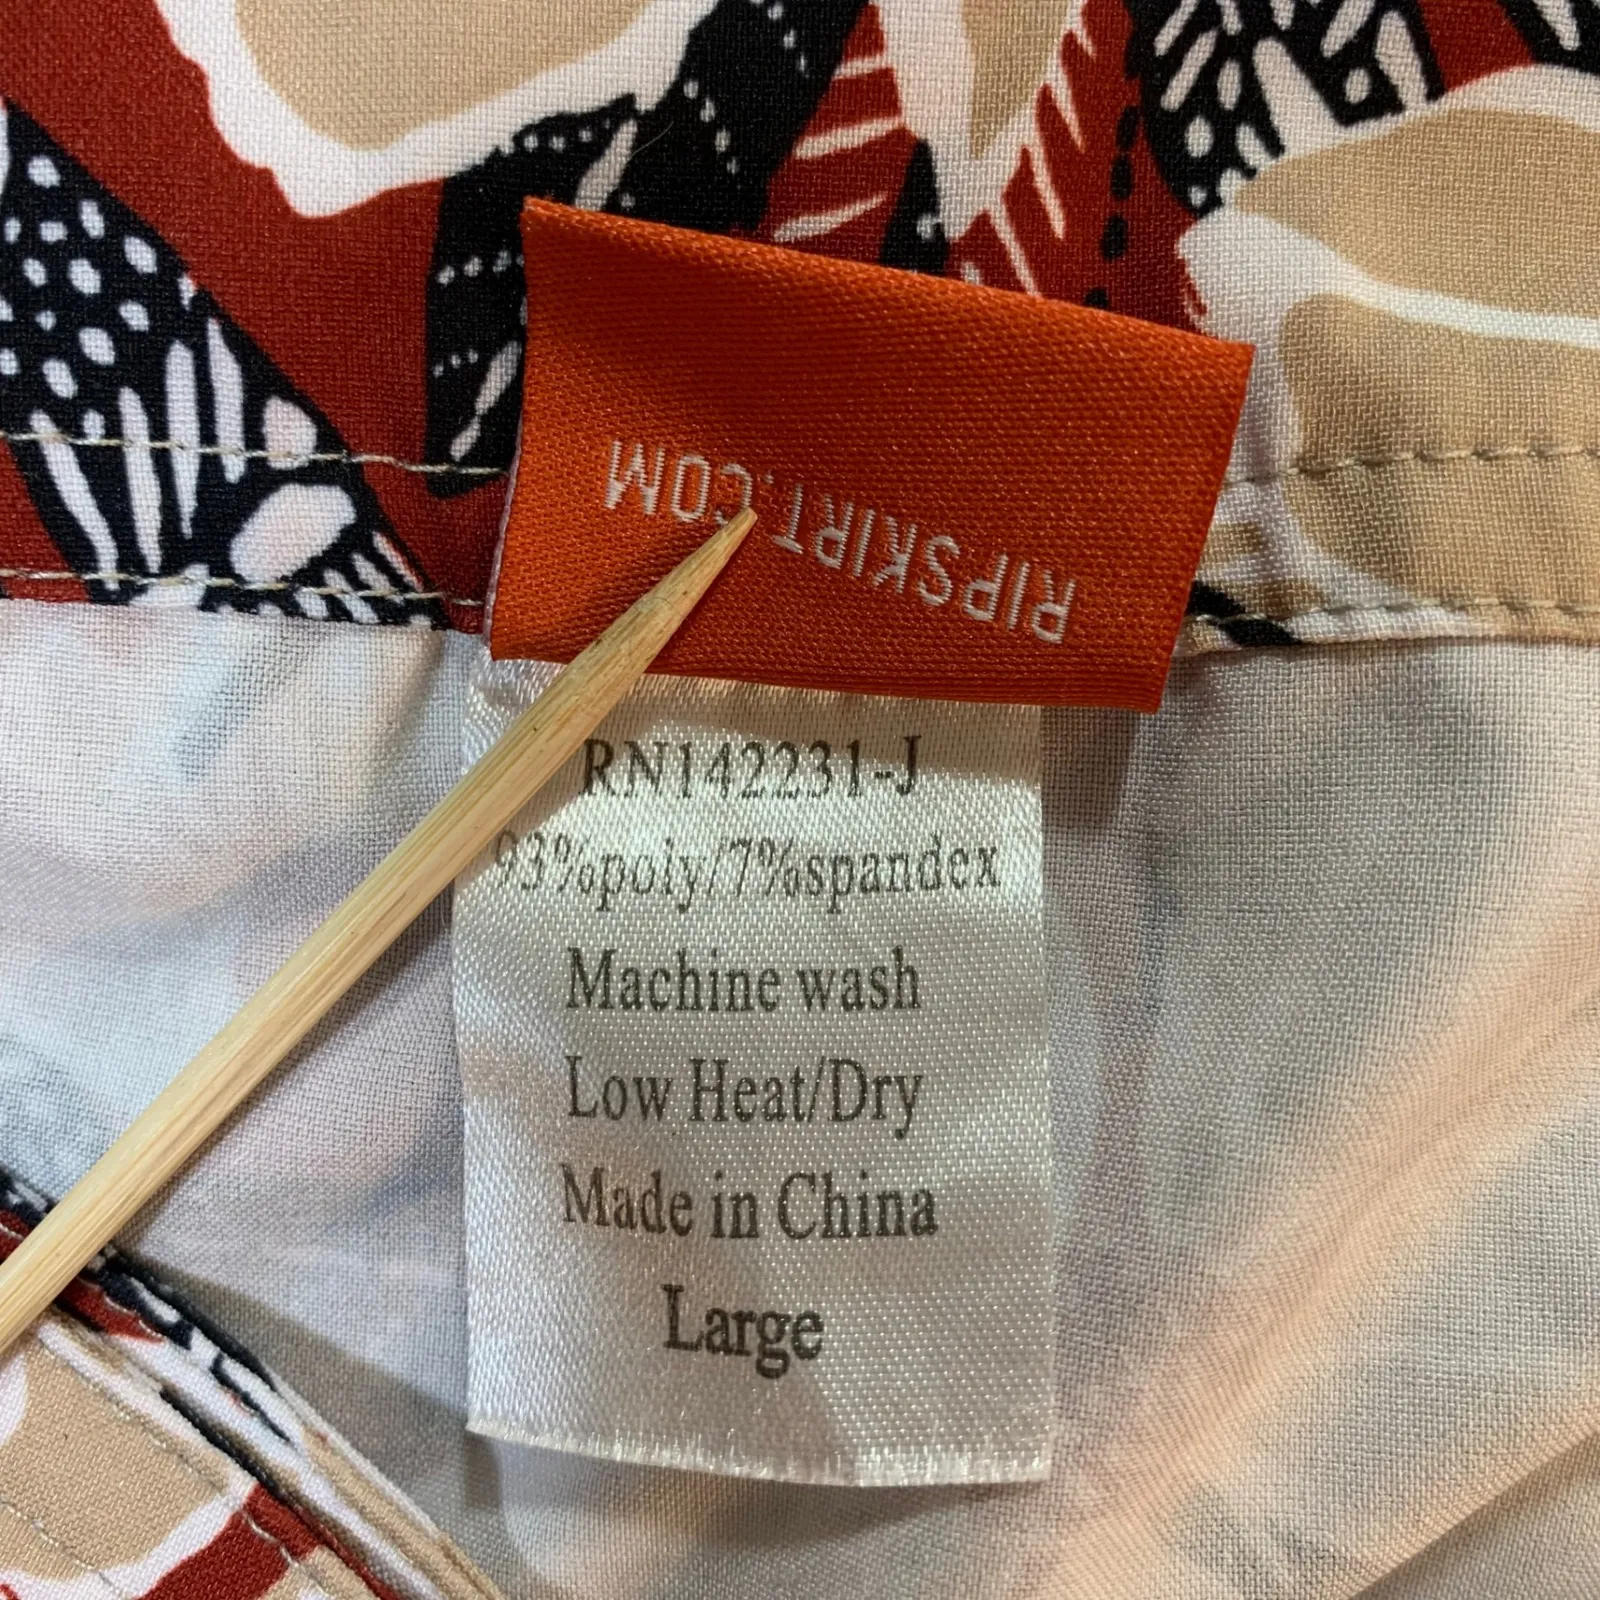 RIPSKIRT.COM
RN142231-J
93%poly/7%spandex
Machine wash
Low Heat/Dry
Made in China
Large